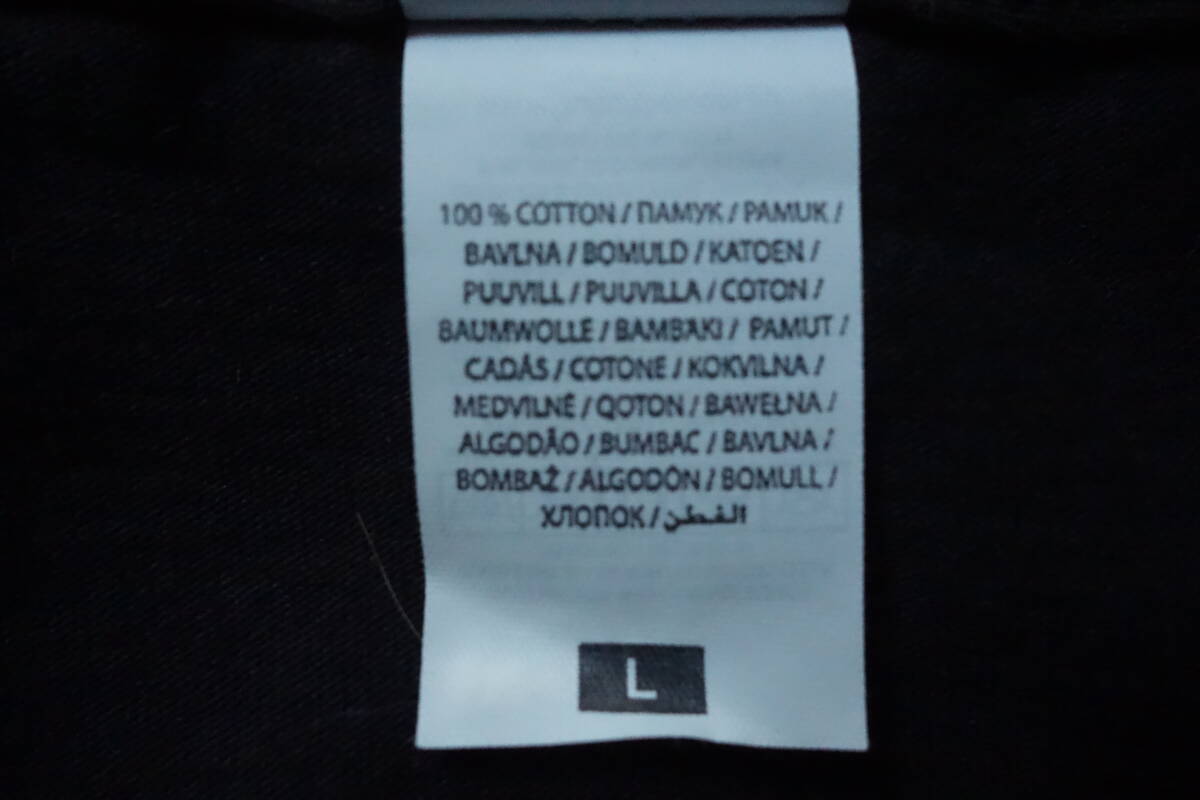 100 % COTTON / ПАМУК / PAMUK /
BAVLNA / BOMULD / KATOEN /
PUUVILL / PUUVILLA / COTON /
BAUMWOLLE / BAMBAKI / PAMUT /
CADÁS / COTONE / KOKVILNA /
MEDVILNĖ / QOTON / BAWEŁNA /
ALGODÃO / BUMBAC / BAVLNA /
BOMBAŽ / ALGODÓN / BOMULL /
ХЛОПОК / القطن
L